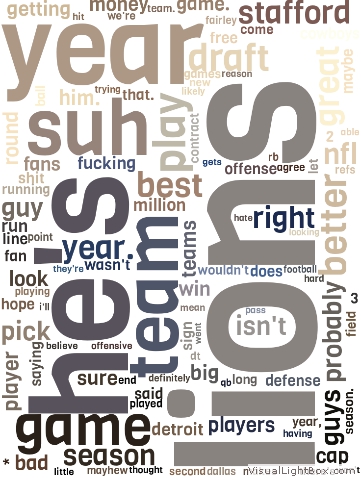 getting
money
team.
game.
stafford
hit
we're
fairley
come
year
draft
games
reason
new
likely
great
maybe
ball
him.
trying
that.
round
suh
play
contract
lions
2
able
nfl
refs
fans
fucking
gets
rb
offense
agree
let
shit
running
best
million
guy
run
line
point
he's
year.
they're
wasn't
team
teams
hate
right
looking
better
fan
look
playing
hope
i'll
wouldn't
does
football
hard
win
mean
pass
isn't
probably
3
field
pick
believe
offensive
saying
sign
went
dt
player
sure
end
definitely
big
qb
long
defense
said
played
guys
season.
game
detroit
players
year,
having
* bad
season
cap
little
mayhew
thought
second
dallas
VisualLightBox.com